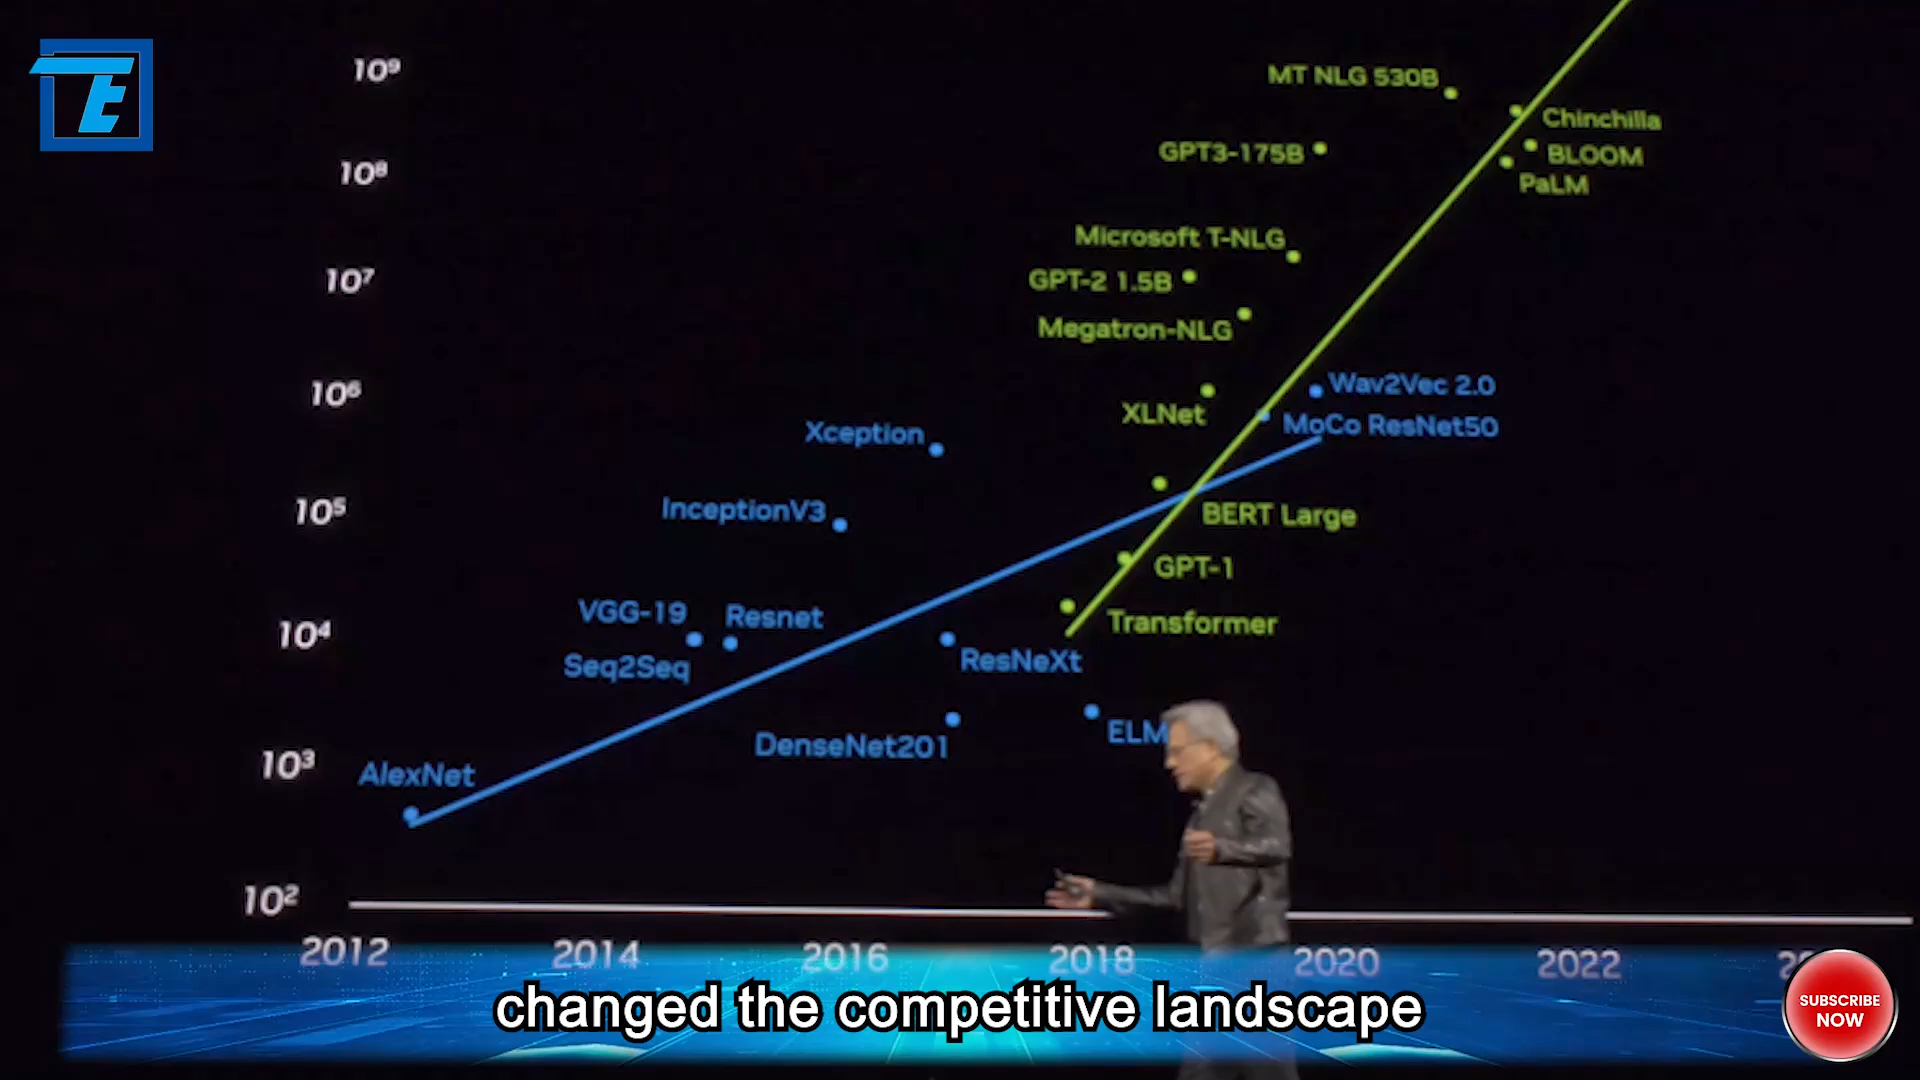 TE
10⁹
MT NLG 530B
Chinchilla
GPT3-175B
BLOOM
10⁸
PaLM
Microsoft T-NLG
10⁷
GPT-2 1.5B
Megatron-NLG
10⁶
Wav2Vec 2.0
XLNet
MoCo ResNet50
Xception
10⁵
InceptionV3
BERT Large
GPT-1
VGG-19
Resnet
Transformer
10⁴
Seq2Seq
ResNeXt
ELM
DenseNet201
10³
AlexNet
10²
2012 2014 2016 2018 2020 2022
changed the competitive landscape
SUBSCRIBE
NOW